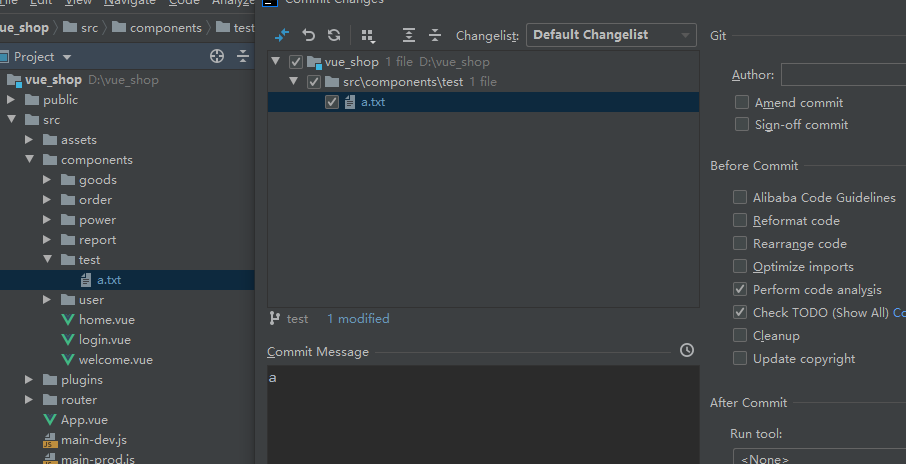 File Edit View Navigate Code Analyze
Commit Changes
vue_shop src components test
Project
vue_shop D:\vue_shop
public
src
assets
components
goods
order
power
report
test
a.txt
user
home.vue
login.vue
welcome.vue
plugins
router
App.vue
main-dev.js
main-prod.js
Changelist: Default Changelist
vue_shop 1 file D:\vue_shop
src\components\test 1 file
a.txt
test 1 modified
Commit Message
a
Git
Author:
Amend commit
Sign-off commit
Before Commit
Alibaba Code Guidelines
Reformat code
Rearrange code
Optimize imports
Perform code analysis
Check TODO (Show All) Co
Cleanup
Update copyright
After Commit
Run tool:
<None>